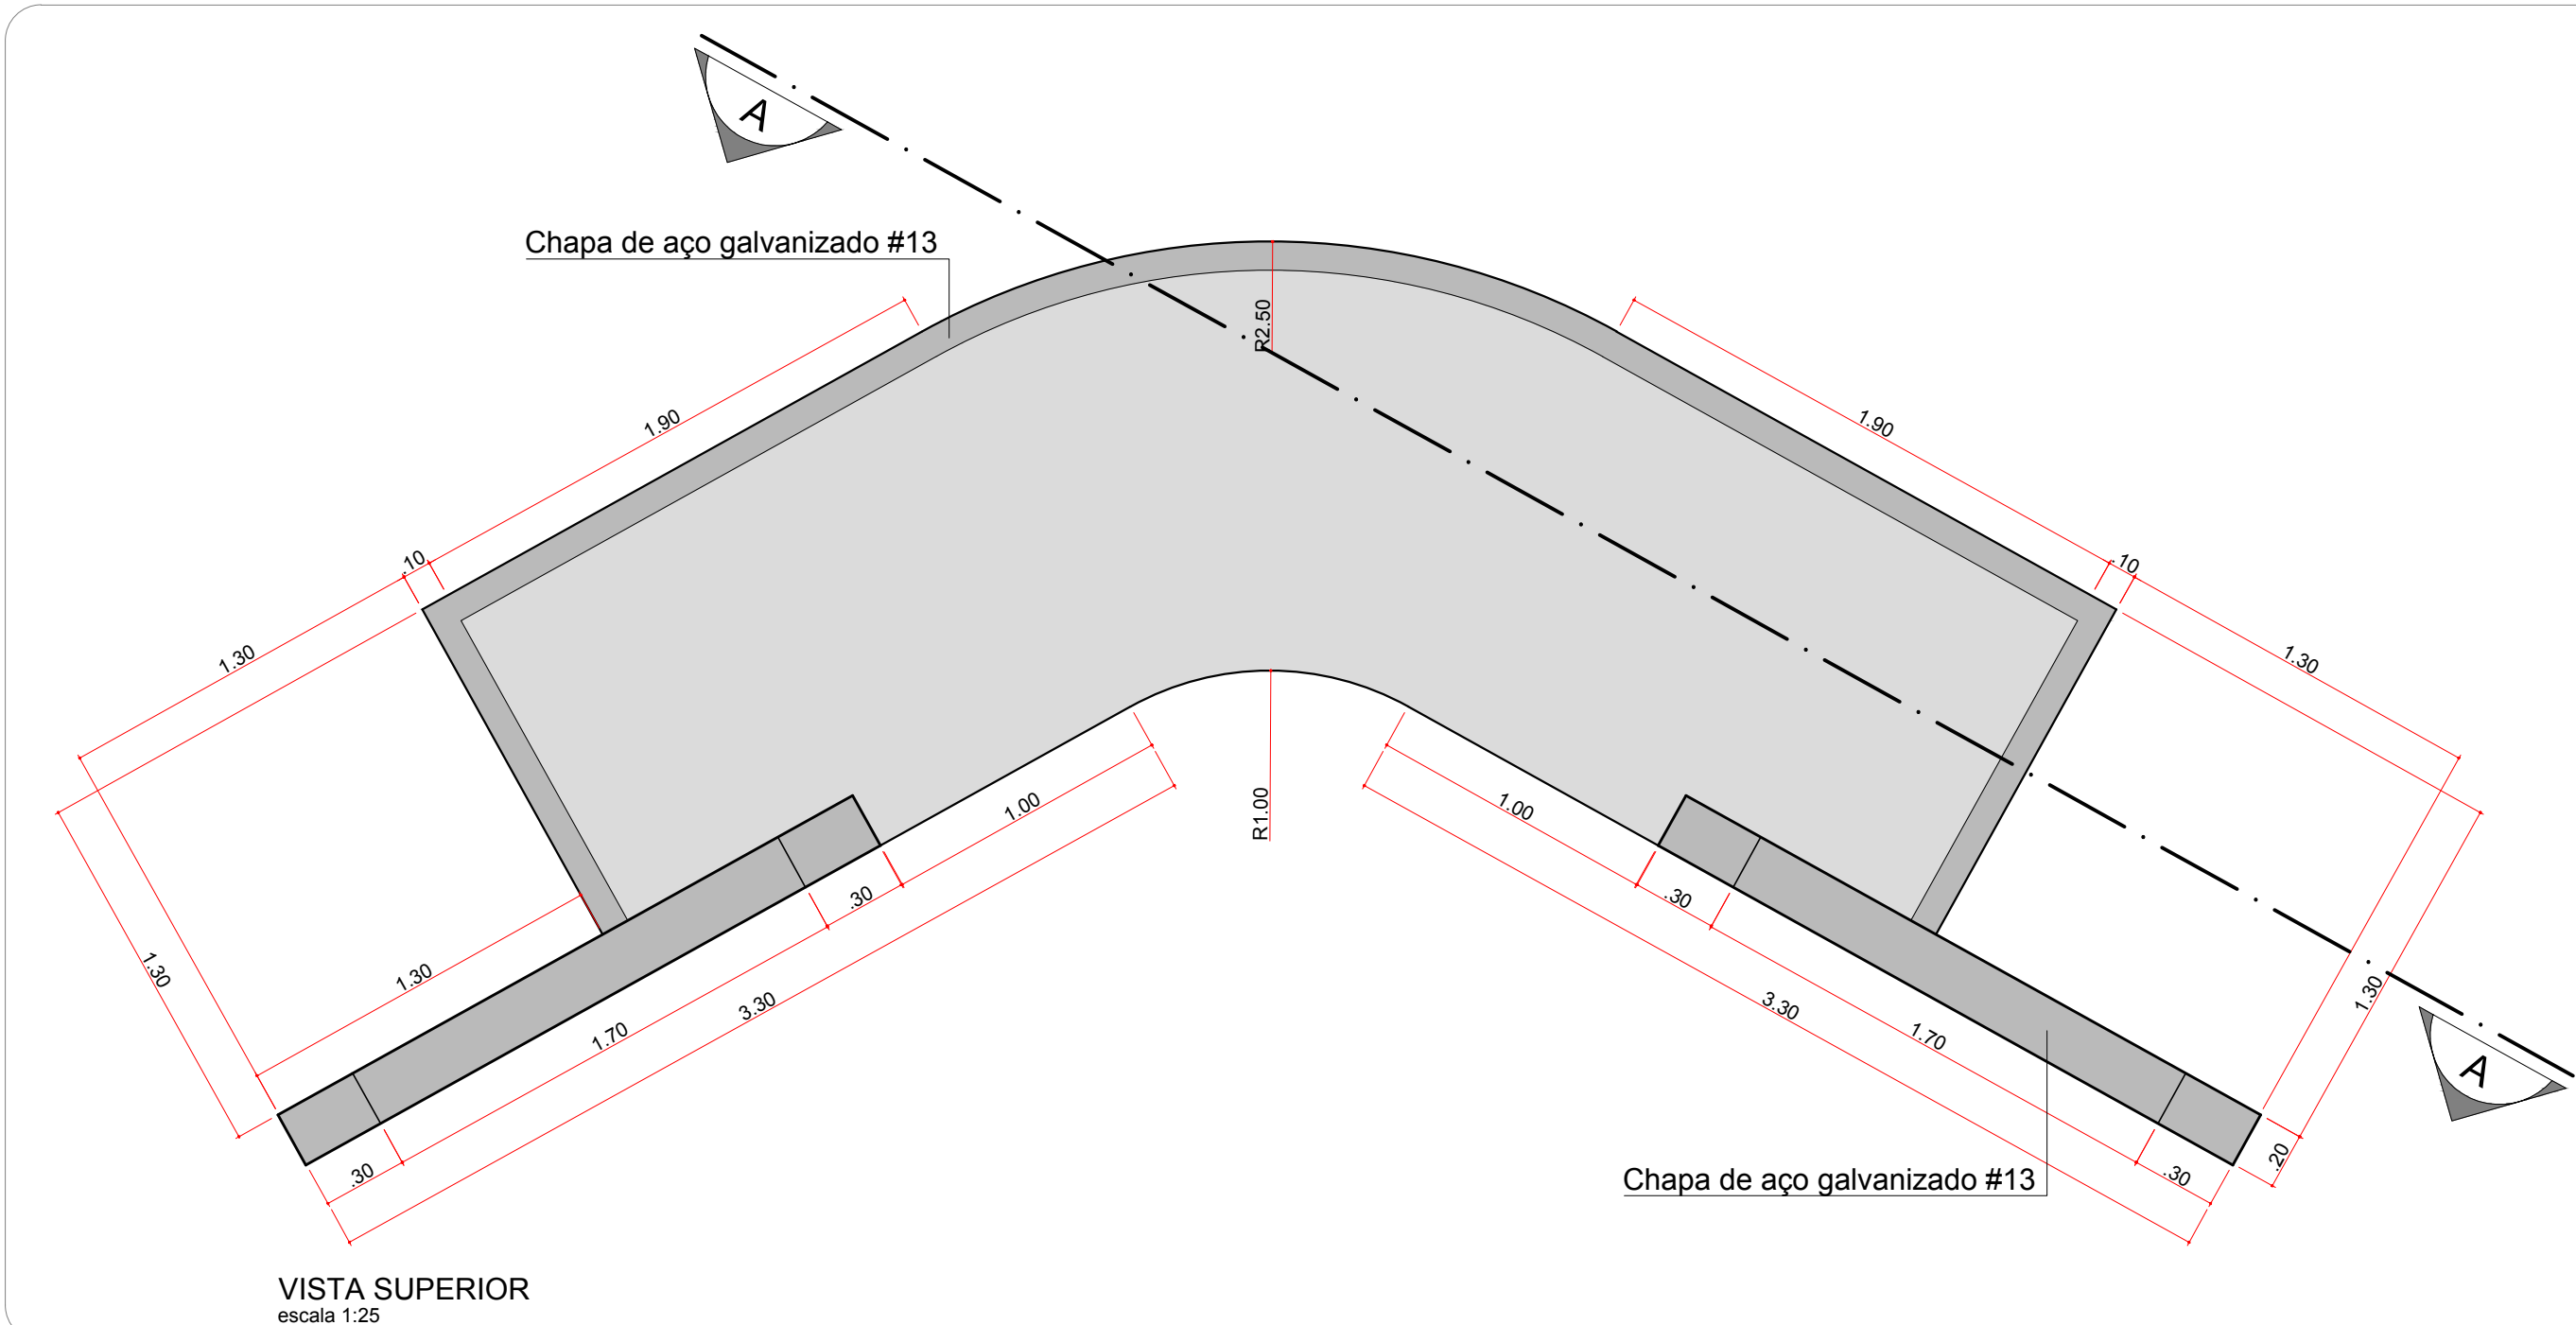 A
Chapa de aço galvanizado #13
R2.50
1.90
1.90
.10
.10
1.30
1.30
R1.00
1.00
1.00
.30
.30
1.30
1.30
1.30
3.30
3.30
1.70
1.70
A
.30
.30
.20
Chapa de aço galvanizado #13
VISTA SUPERIOR
escala 1:25